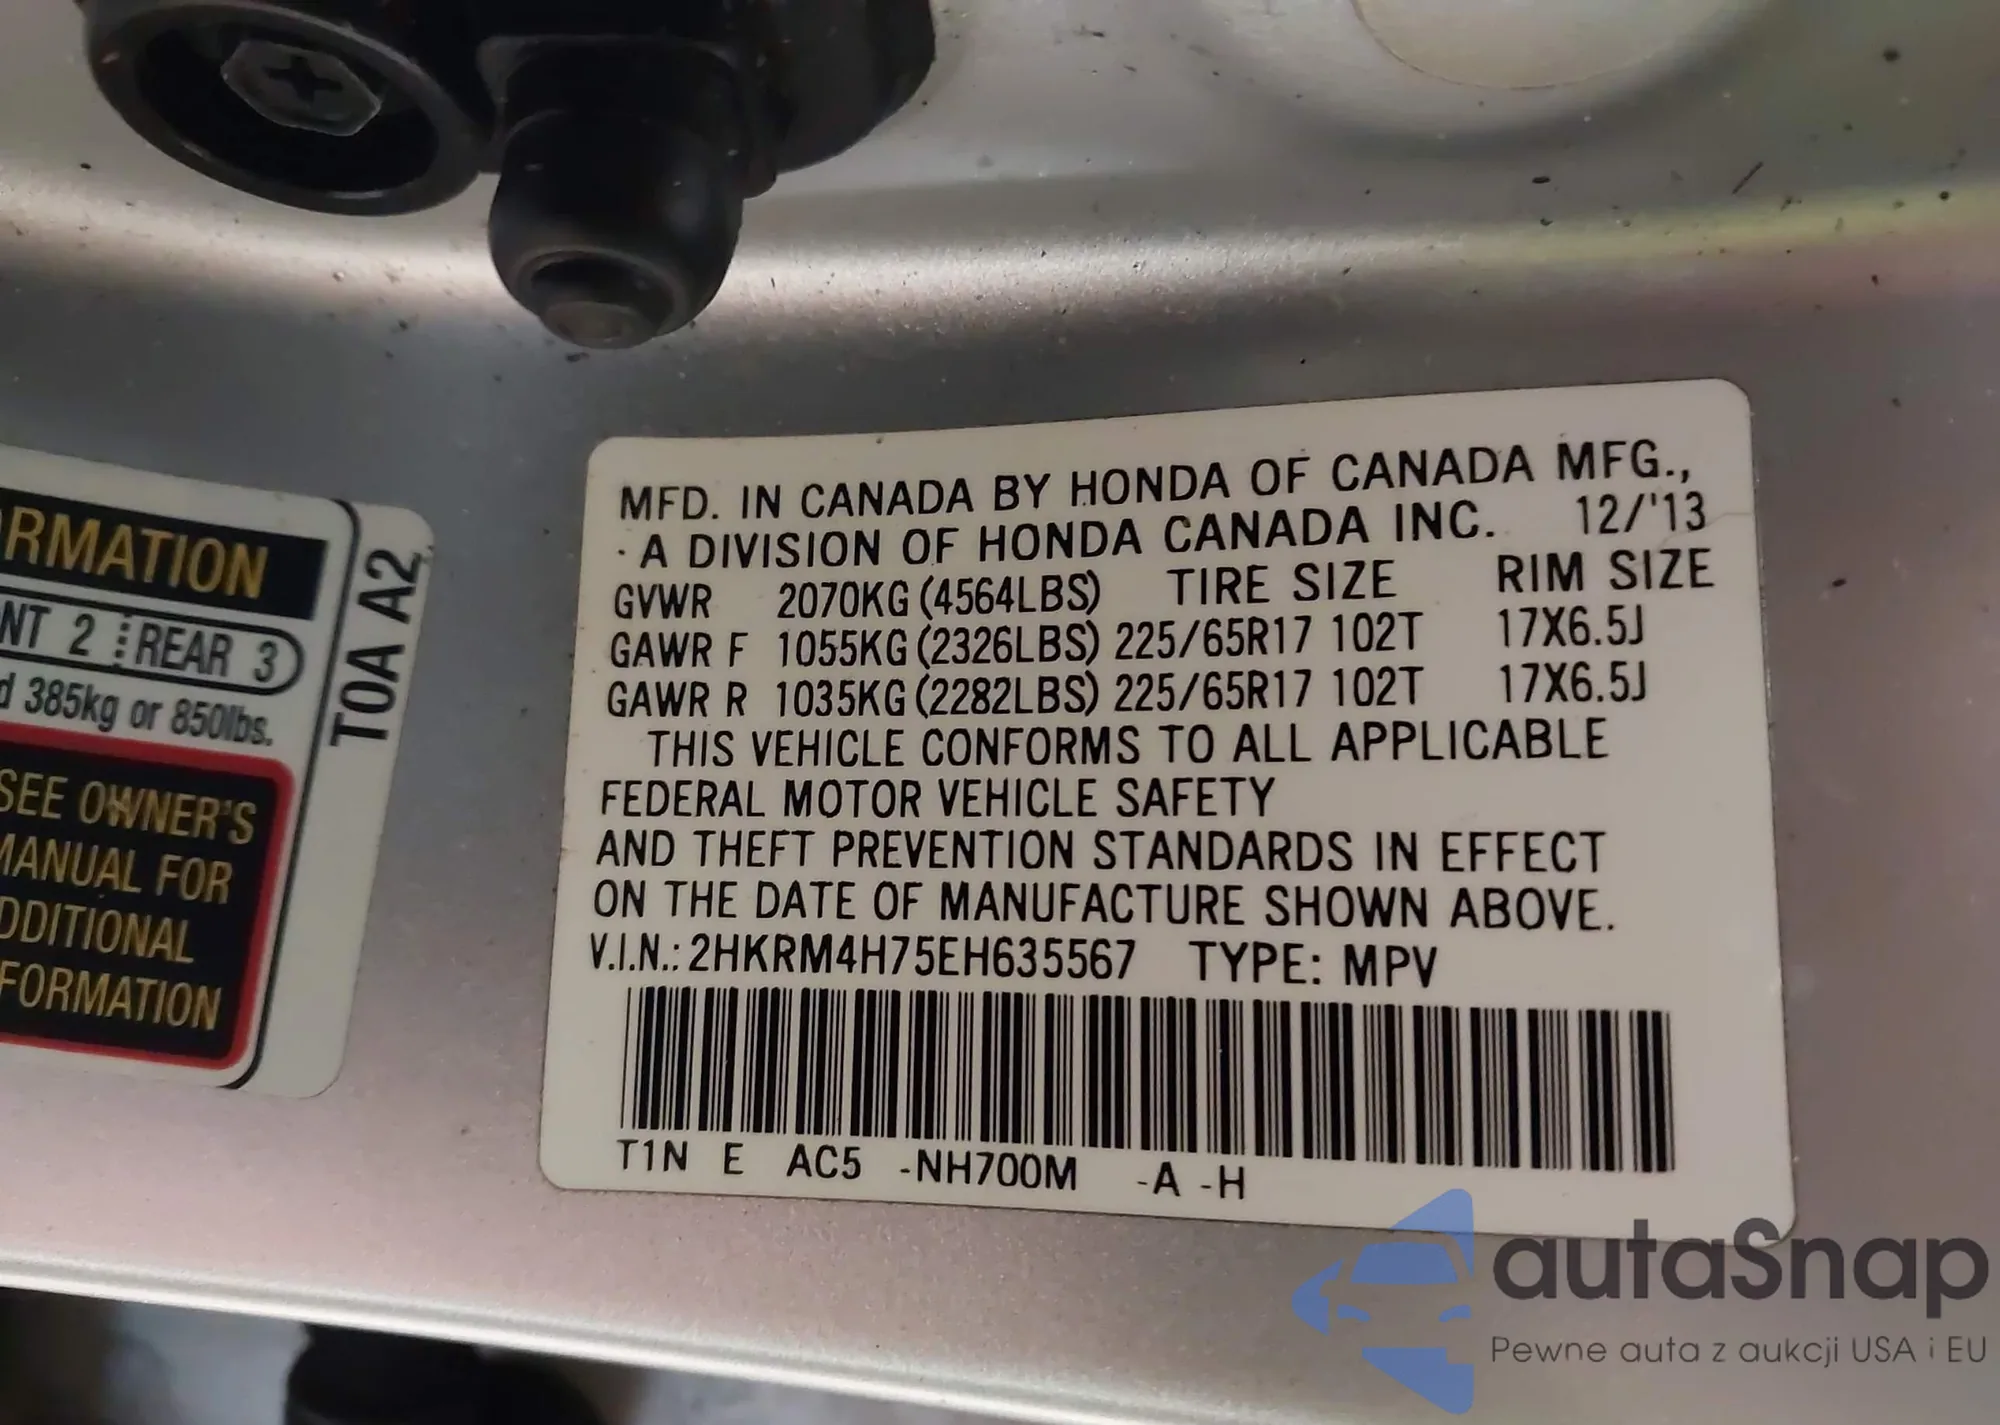 RMATION
NT 2 REAR 3
d 385kg or 850lbs.
SEE OWNER'S
MANUAL FOR
DDITIONAL
FORMATION
T0A A2
MFD. IN CANADA BY HONDA OF CANADA MFG.,
A DIVISION OF HONDA CANADA INC. 12/'13
GVWR 2070KG (4564LBS) TIRE SIZE RIM SIZE
GAWR F 1055KG (2326LBS) 225/65R17 102T 17X6.5J
GAWR R 1035KG (2282LBS) 225/65R17 102T 17X6.5J
THIS VEHICLE CONFORMS TO ALL APPLICABLE
FEDERAL MOTOR VEHICLE SAFETY
AND THEFT PREVENTION STANDARDS IN EFFECT
ON THE DATE OF MANUFACTURE SHOWN ABOVE.
V.I.N.: 2HKRM4H75EH635567 TYPE: MPV
T1N E AC5 -NH700M -A -H
autaSnap
Pewne auta z aukcji USA i EU